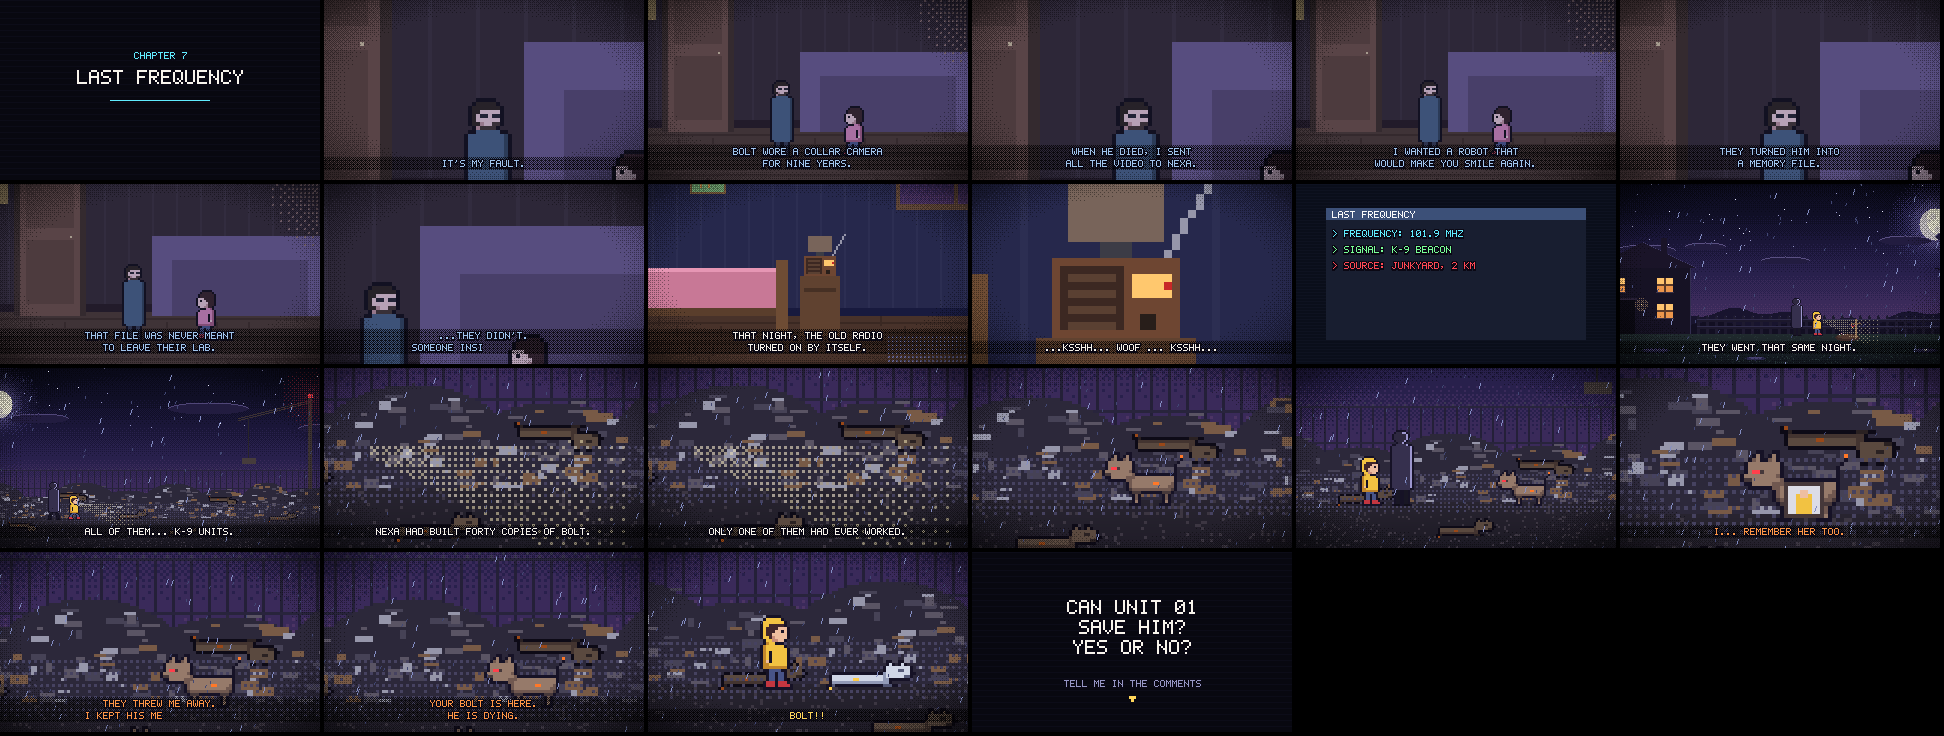 CHAPTER 7
LAST FREQUENCY
IT'S MY FAULT.
BOLT WORE A COLLAR CAMERA
FOR NINE YEARS.
WHEN HE DIED, I SENT
ALL THE VIDEO TO NEXA.
I WANTED A ROBOT THAT
WOULD MAKE YOU SMILE AGAIN.
THEY TURNED HIM INTO
A MEMORY FILE.
THAT FILE WAS NEVER MEANT
TO LEAVE THEIR LAB.
...THEY DIDN'T.
SOMEONE INSI
THAT NIGHT, THE OLD RADIO
TURNED ON BY ITSELF.
...KSSHH... WOOF ... KSSHH...
LAST FREQUENCY
> FREQUENCY: 101.9 MHZ
> SIGNAL: K-9 BEACON
> SOURCE: JUNKYARD, 2 KM
THEY WENT THAT SAME NIGHT.
ALL OF THEM... K-9 UNITS.
NEXA HAD BUILT FORTY COPIES OF BOLT.
ONLY ONE OF THEM HAD EVER WORKED.
I... REMEMBER HER TOO.
THEY THREW ME AWAY.
I KEPT HIS ME
YOUR BOLT IS HERE.
HE IS DYING.
BOLT!!
CAN UNIT 01
SAVE HIM?
YES OR NO?
TELL ME IN THE COMMENTS